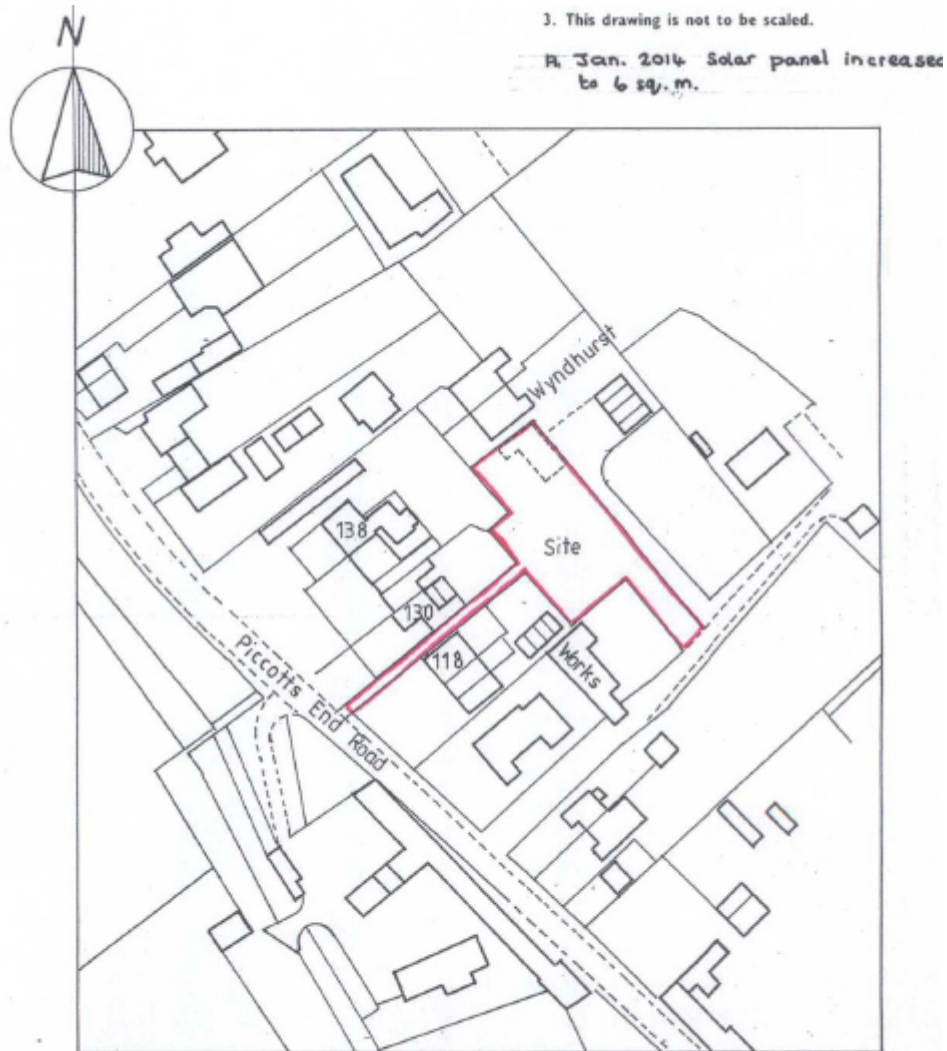 N
3. This drawing is not to be scaled.
A Jan. 2014 Solar panel increased
to 6 sq. m.
Wyndhurst
138
Site
130
118
Works
Piccotts End Road